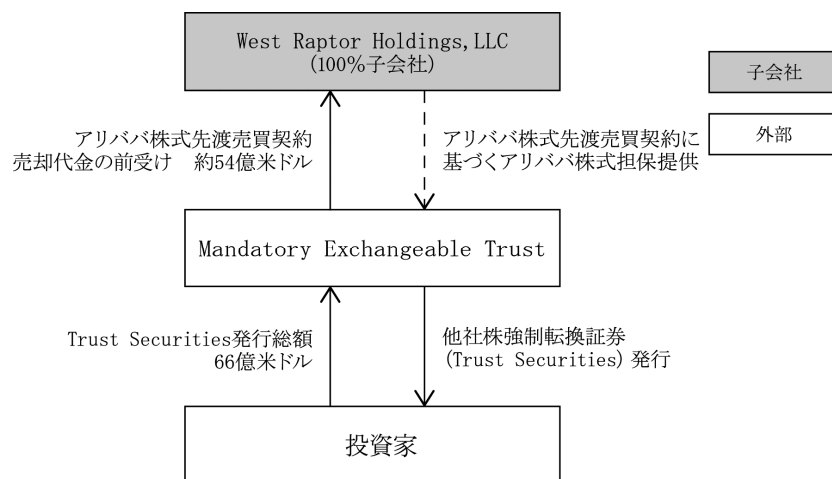 West Raptor Holdings,LLC
(100%子会社)
子会社
外部
アリババ株式先渡売買契約
売却代金の前受け 約54億米ドル
アリババ株式先渡売買契約に
基づくアリババ株式担保提供
Mandatory Exchangeable Trust
Trust Securities発行総額
66億米ドル
他社株強制転換証券
(Trust Securities) 発行
投資家